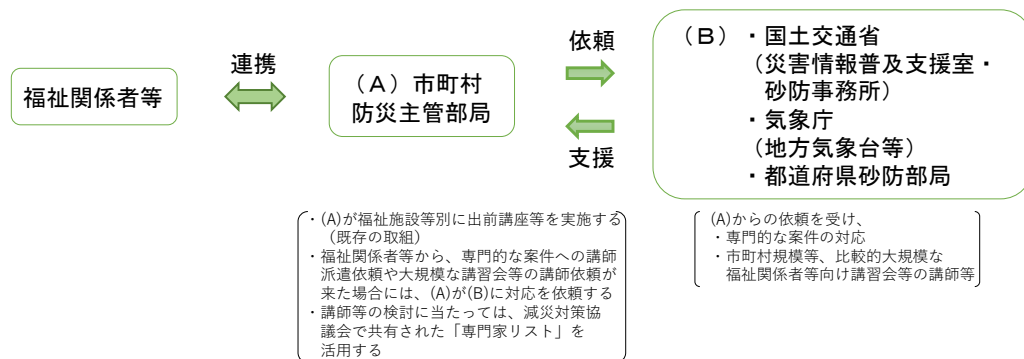 福祉関係者等
連携
（Ａ）市町村
防災主管部局
依頼
支援
（Ｂ）・国土交通省
（災害情報普及支援室・
砂防事務所）
・気象庁
（地方気象台等）
・都道府県砂防部局
・(A)が福祉施設等別に出前講座等を実施する
（既存の取組）
・福祉関係者等から、専門的な案件への講師
派遣依頼や大規模な講習会等の講師依頼が
来た場合には、(A)が(B)に対応を依頼する
・講師等の検討に当たっては、減災対策協
議会で共有された「専門家リスト」を
活用する
(A)からの依頼を受け、
・専門的な案件の対応
・市町村規模等、比較的大規模な
福祉関係者等向け講習会等の講師等